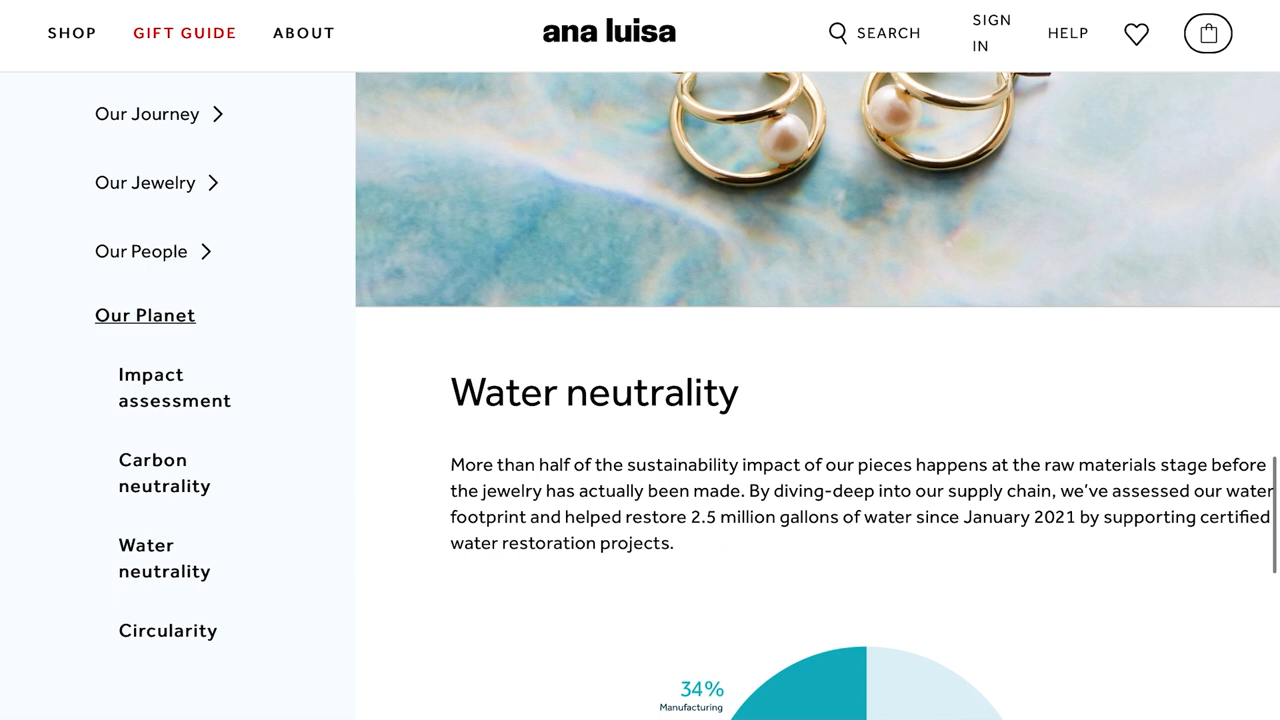 SHOP GIFT GUIDE ABOUT
ana luisa
SEARCH
SIGN
IN
HELP
Our Journey
Our Jewelry
Our People
Our Planet
Impact
assessment
Carbon
neutrality
Water
neutrality
Circularity
Water neutrality
More than half of the sustainability impact of our pieces happens at the raw materials stage before
the jewelry has actually been made. By diving-deep into our supply chain, we’ve assessed our water
footprint and helped restore 2.5 million gallons of water since January 2021 by supporting certified
water restoration projects.
34%
Manufacturing